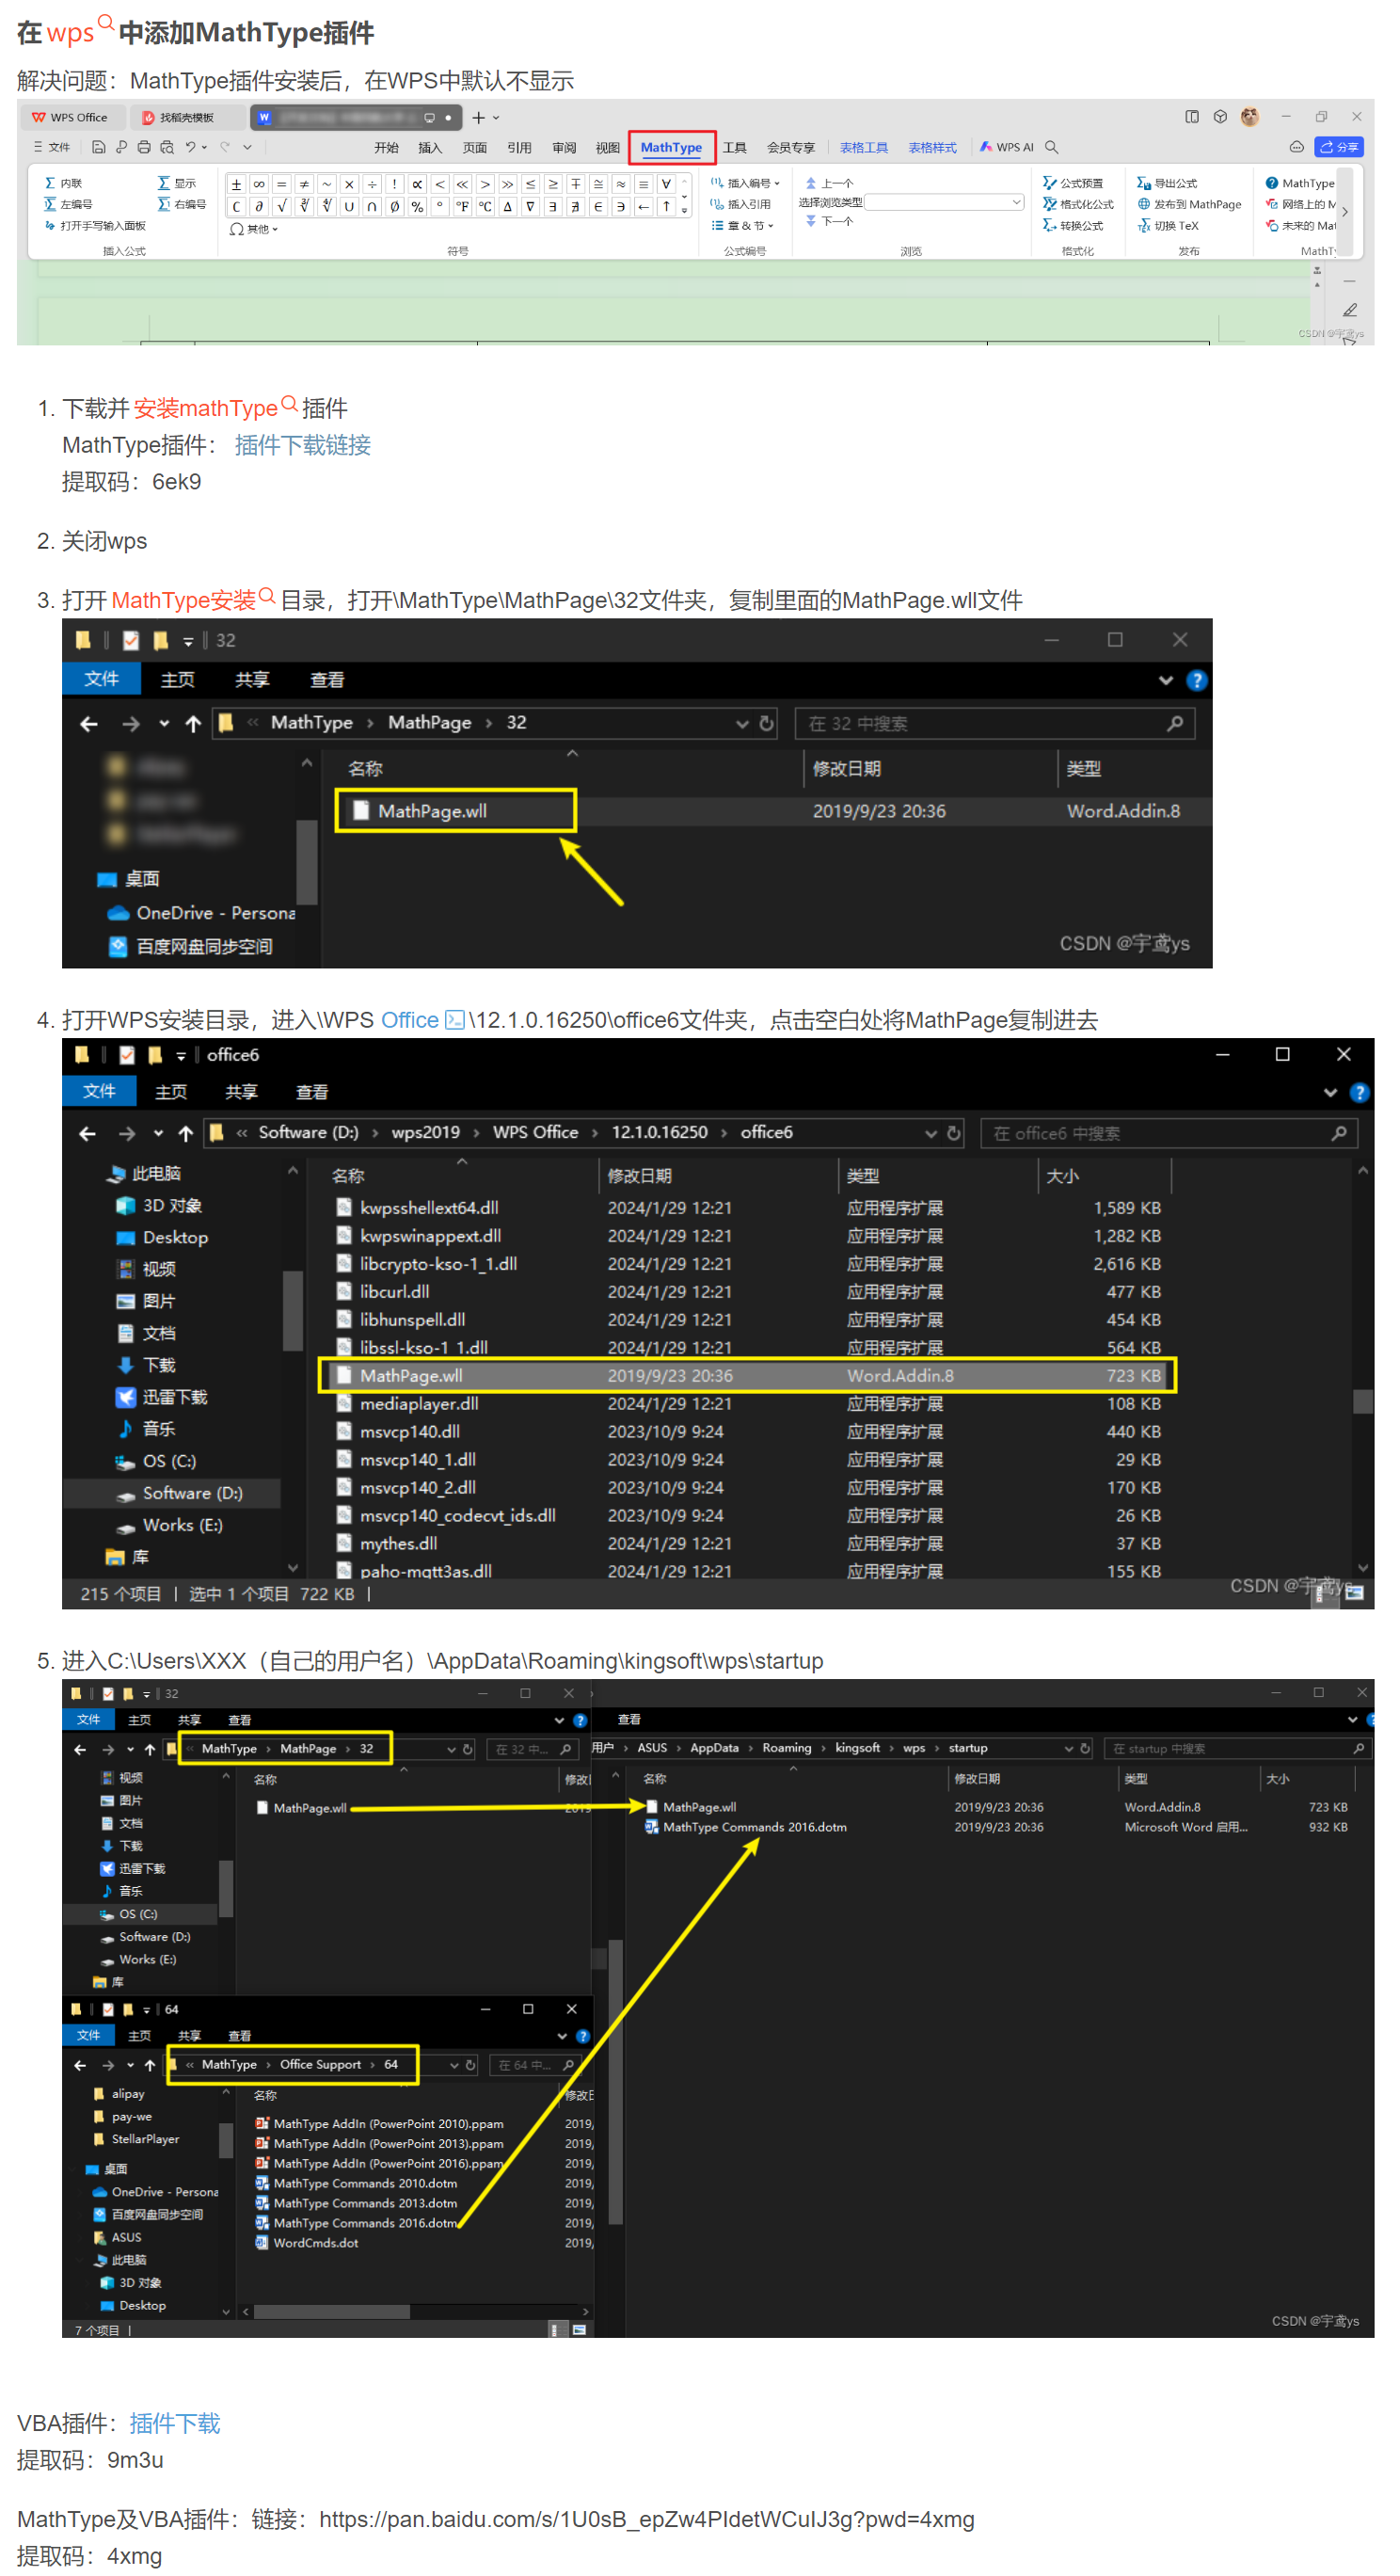 在 wps 中添加MathType插件
解决问题：MathType插件安装后，在WPS中默认不显示
WPS Office 找稻壳模板
文件 开始 插入 页面 引用 审阅 视图 MathType 工具 会员专享 表格工具 表格样式 WPS AI 分享
内联 显示 ± ∞ = ≠ ~ × ÷ ! ∝ < ≪ > ≫ ≤ ≥ ∓ ≅ ≈ ≡ ∀ 插入编号 上一个 公式预置 导出公式 MathType
左编号 右编号 ∁ ∂ √ ∛ ∜ ∪ ∩ ∅ % ° °F °C ∆ ∇ ∃ ∄ ∈ ∋ ← ↑ 插入引用 选择浏览类型 格式化公式 发布到 MathPage 网络上的 M
打开手写输入面板 其他 章 & 节 下一个 转换公式 切换 TeX 未来的 Mat
插入公式 符号 公式编号 浏览 格式化 发布 MathTy
CSDN @宇鸢ys
1. 下载并 安装mathType 插件
MathType插件： 插件下载链接
提取码：6ek9
2. 关闭wps
3. 打开 MathType安装 目录，打开\MathType\MathPage\32文件夹，复制里面的MathPage.wll文件
32
文件 主页 共享 查看
« MathType › MathPage › 32 在 32 中搜索
名称 修改日期 类型
MathPage.wll 2019/9/23 20:36 Word.Addin.8
桌面
OneDrive - Persona
百度网盘同步空间
CSDN @宇鸢ys
4. 打开WPS安装目录，进入\WPS Office \12.1.0.16250\office6文件夹，点击空白处将MathPage复制进去
office6
文件 主页 共享 查看
« Software (D:) › wps2019 › WPS Office › 12.1.0.16250 › office6 在 office6 中搜索
此电脑 名称 修改日期 类型 大小
3D 对象 kwpsshellext64.dll 2024/1/29 12:21 应用程序扩展 1,589 KB
Desktop kwpswinappext.dll 2024/1/29 12:21 应用程序扩展 1,282 KB
视频 libcrypto-kso-1_1.dll 2024/1/29 12:21 应用程序扩展 2,616 KB
图片 libcurl.dll 2024/1/29 12:21 应用程序扩展 477 KB
文档 libhunspell.dll 2024/1/29 12:21 应用程序扩展 454 KB
下载 libssl-kso-1_1.dll 2024/1/29 12:21 应用程序扩展 564 KB
MathPage.wll 2019/9/23 20:36 Word.Addin.8 723 KB
迅雷下载 mediaplayer.dll 2024/1/29 12:21 应用程序扩展 108 KB
音乐 msvcp140.dll 2023/10/9 9:24 应用程序扩展 440 KB
OS (C:) msvcp140_1.dll 2023/10/9 9:24 应用程序扩展 29 KB
Software (D:) msvcp140_2.dll 2023/10/9 9:24 应用程序扩展 170 KB
Works (E:) msvcp140_codecvt_ids.dll 2023/10/9 9:24 应用程序扩展 26 KB
库 mythes.dll 2024/1/29 12:21 应用程序扩展 37 KB
paho-mqtt3as.dll 2024/1/29 12:21 应用程序扩展 155 KB
215 个项目 选中 1 个项目 722 KB
CSDN @宇鸢ys
5. 进入C:\Users\XXX（自己的用户名）\AppData\Roaming\kingsoft\wps\startup
32
文件 主页 共享 查看
« MathType › MathPage › 32 在 32 中...
名称 修改
MathPage.wll 2019
视频
图片
文档
下载
迅雷下载
音乐
OS (C:)
Software (D:)
Works (E:)
库
查看
用户 › ASUS › AppData › Roaming › kingsoft › wps › startup 在 startup 中搜索
名称 修改日期 类型 大小
MathPage.wll 2019/9/23 20:36 Word.Addin.8 723 KB
MathType Commands 2016.dotm 2019/9/23 20:36 Microsoft Word 启用... 932 KB
64
文件 主页 共享 查看
« MathType › Office Support › 64 在 64 中...
alipay
pay-we
StellarPlayer
桌面
OneDrive - Persona
百度网盘同步空间
ASUS
此电脑
3D 对象
Desktop
名称 修改日
MathType AddIn (PowerPoint 2010).ppam 2019,
MathType AddIn (PowerPoint 2013).ppam 2019,
MathType AddIn (PowerPoint 2016).ppam 2019,
MathType Commands 2010.dotm 2019,
MathType Commands 2013.dotm 2019,
MathType Commands 2016.dotm 2019,
WordCmds.dot 2019,
7 个项目
CSDN @宇鸢ys
VBA插件：插件下载
提取码：9m3u
MathType及VBA插件：链接：https://pan.baidu.com/s/1U0sB_epZw4PIdetWCuIJ3g?pwd=4xmg
提取码：4xmg